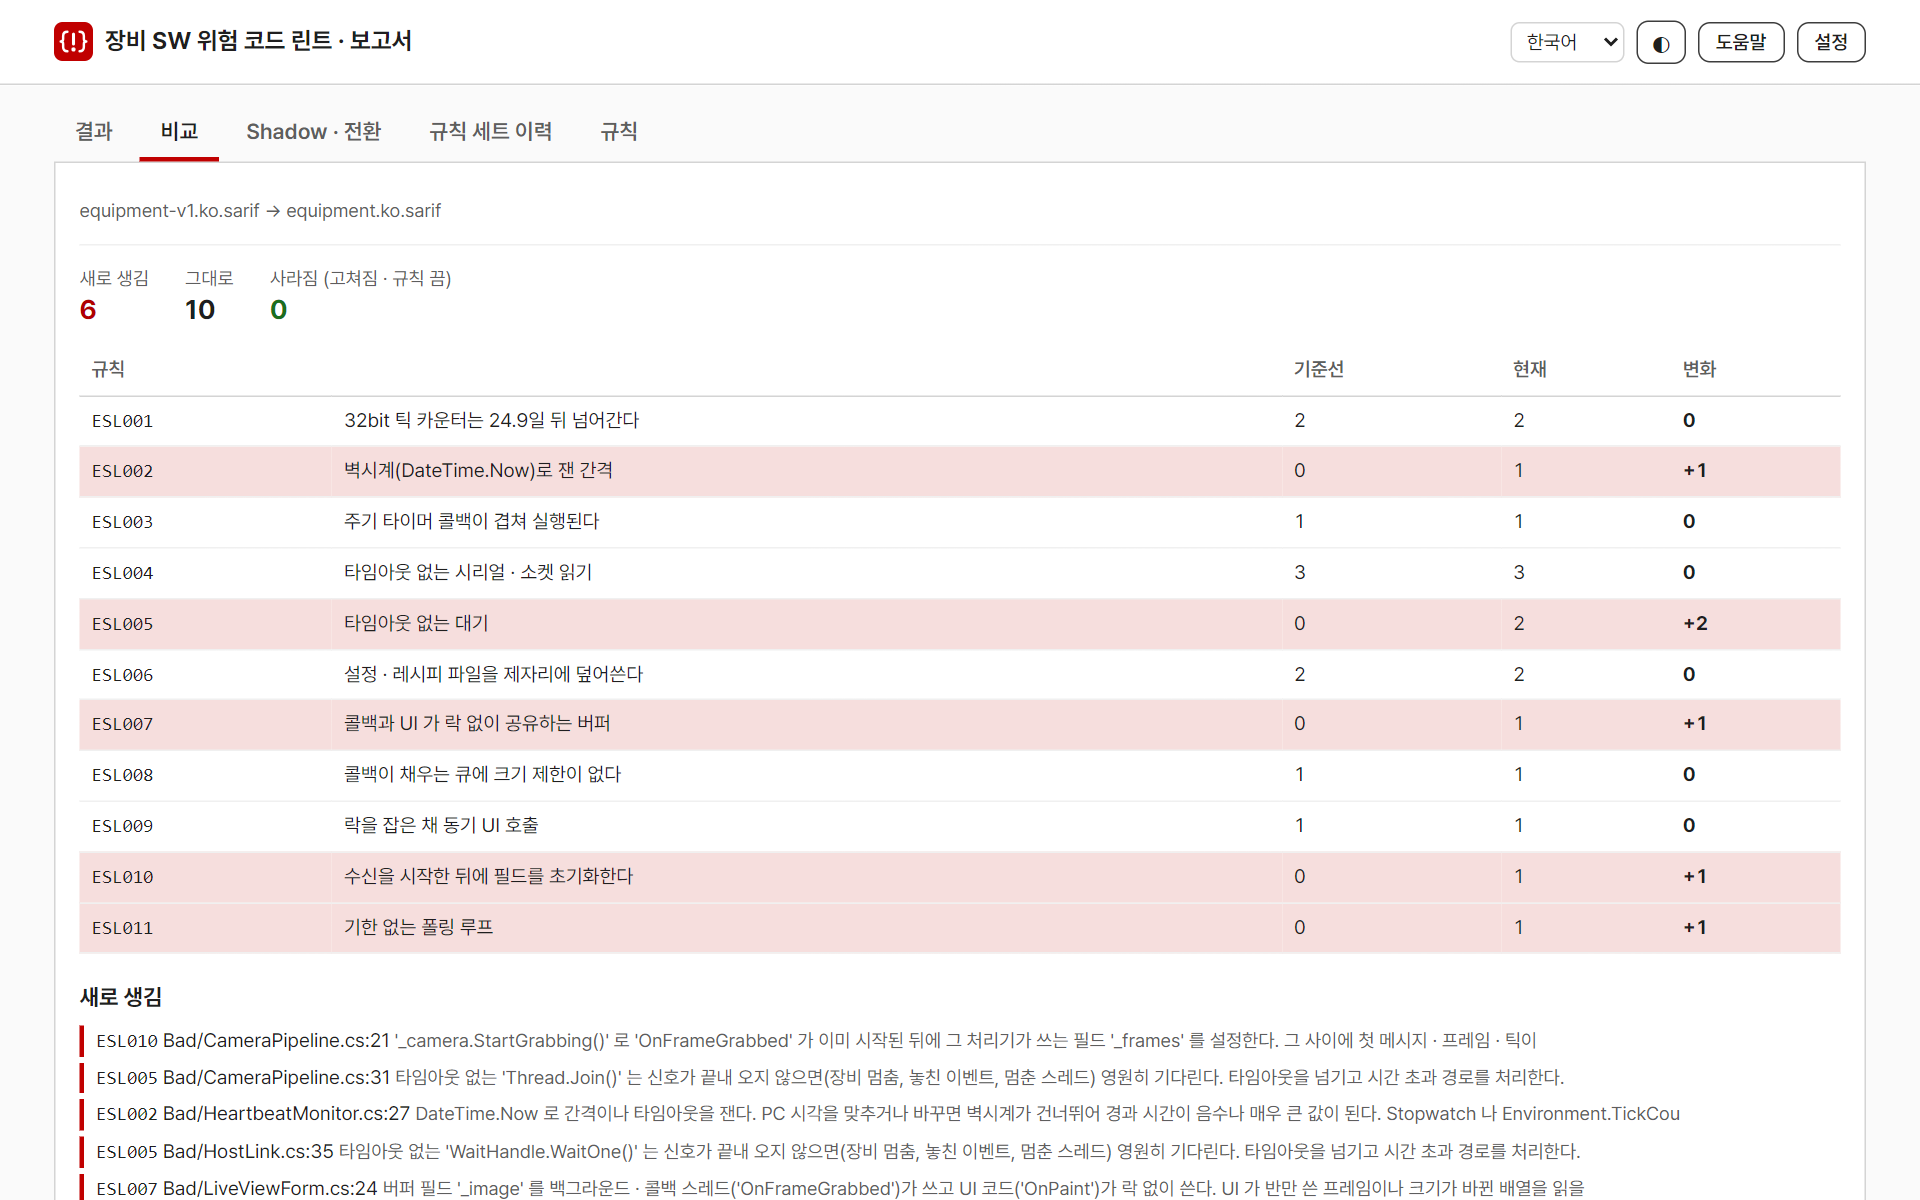 {!} 장비 SW 위험 코드 린트 · 보고서
한국어
도움말
설정
결과
비교
Shadow · 전환
규칙 세트 이력
규칙
equipment-v1.ko.sarif → equipment.ko.sarif
새로 생김 그대로 사라짐 (고쳐짐 · 규칙 끔)
6 10 0
규칙 기준선 현재 변화
ESL001 32bit 틱 카운터는 24.9일 뒤 넘어간다 2 2 0
ESL002 벽시계(DateTime.Now)로 잰 간격 0 1 +1
ESL003 주기 타이머 콜백이 겹쳐 실행된다 1 1 0
ESL004 타임아웃 없는 시리얼 · 소켓 읽기 3 3 0
ESL005 타임아웃 없는 대기 0 2 +2
ESL006 설정 · 레시피 파일을 제자리에 덮어쓴다 2 2 0
ESL007 콜백과 UI 가 락 없이 공유하는 버퍼 0 1 +1
ESL008 콜백이 채우는 큐에 크기 제한이 없다 1 1 0
ESL009 락을 잡은 채 동기 UI 호출 1 1 0
ESL010 수신을 시작한 뒤에 필드를 초기화한다 0 1 +1
ESL011 기한 없는 폴링 루프 0 1 +1
새로 생김
ESL010 Bad/CameraPipeline.cs:21 '_camera.StartGrabbing()' 로 'OnFrameGrabbed' 가 이미 시작된 뒤에 그 처리기가 쓰는 필드 '_frames' 를 설정한다. 그 사이에 첫 메시지 · 프레임 · 틱이
ESL005 Bad/CameraPipeline.cs:31 타임아웃 없는 'Thread.Join()' 는 신호가 끝내 오지 않으면(장비 멈춤, 놓친 이벤트, 멈춘 스레드) 영원히 기다린다. 타임아웃을 넘기고 시간 초과 경로를 처리한다.
ESL002 Bad/HeartbeatMonitor.cs:27 DateTime.Now 로 간격이나 타임아웃을 잰다. PC 시각을 맞추거나 바꾸면 벽시계가 건너뛰어 경과 시간이 음수나 매우 큰 값이 된다. Stopwatch 나 Environment.TickCou
ESL005 Bad/HostLink.cs:35 타임아웃 없는 'WaitHandle.WaitOne()' 는 신호가 끝내 오지 않으면(장비 멈춤, 놓친 이벤트, 멈춘 스레드) 영원히 기다린다. 타임아웃을 넘기고 시간 초과 경로를 처리한다.
ESL007 Bad/LiveViewForm.cs:24 버퍼 필드 '_image' 를 백그라운드 · 콜백 스레드('OnFrameGrabbed')가 쓰고 UI 코드('OnPaint')가 락 없이 쓴다. UI 가 반만 쓴 프레임이나 크기가 바뀐 배열을 읽을